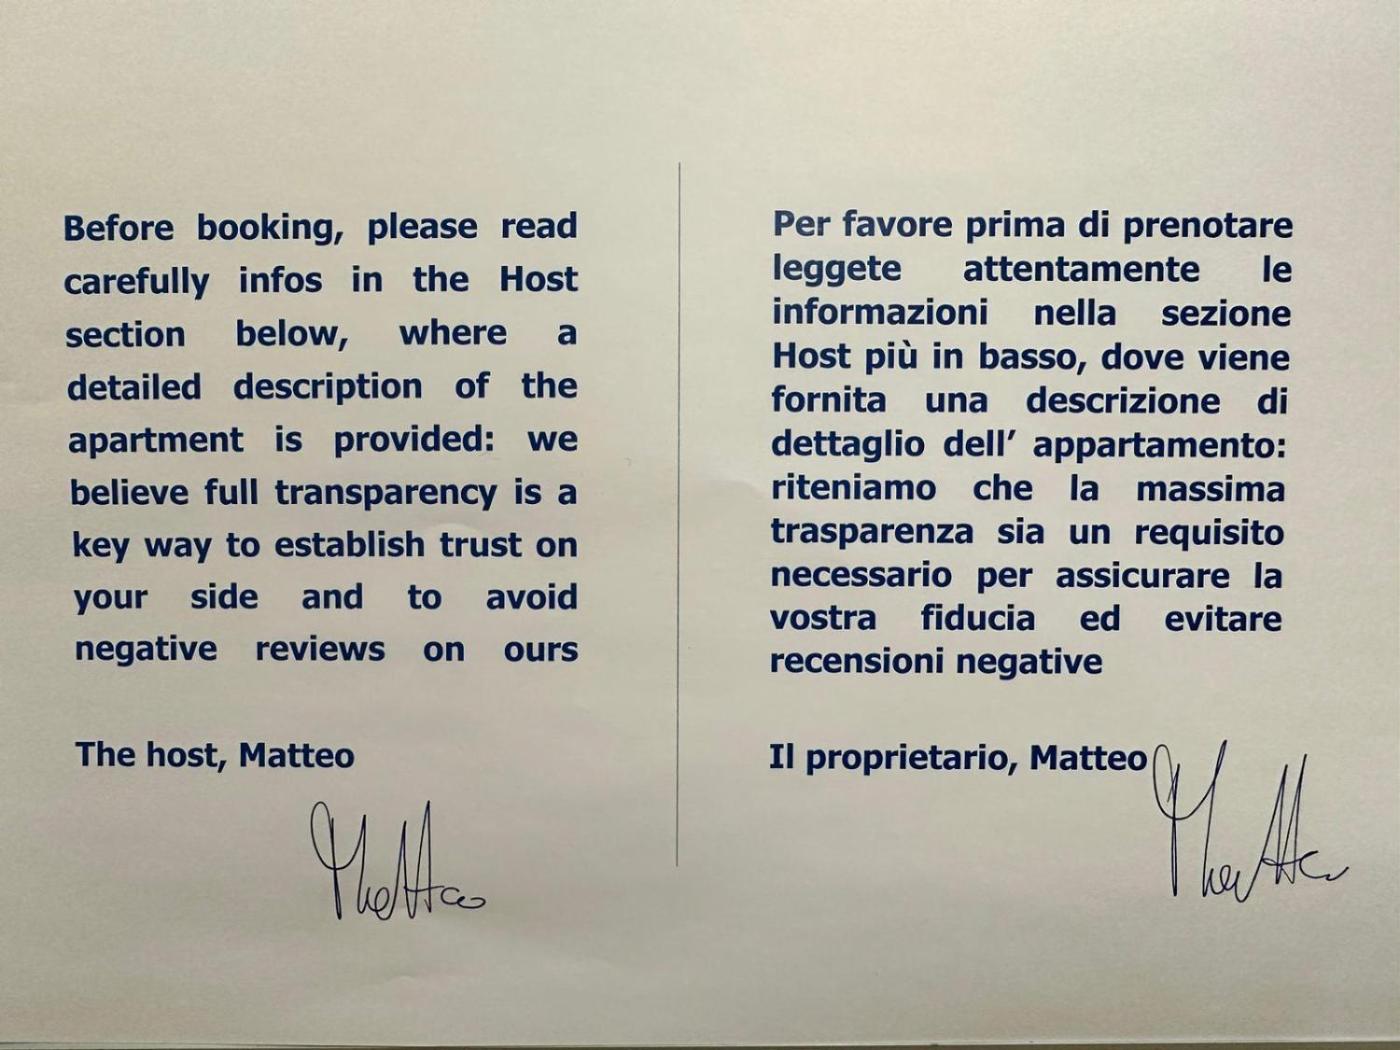 Before booking, please read
carefully infos in the Host
section below, where a
detailed description of the
apartment is provided: we
believe full transparency is a
key way to establish trust on
your side and to avoid
negative reviews on ours
The host, Matteo
Matteo
Per favore prima di prenotare
leggete attentamente le
informazioni nella sezione
Host più in basso, dove viene
fornita una descrizione di
dettaglio dell’ appartamento:
riteniamo che la massima
trasparenza sia un requisito
necessario per assicurare la
vostra fiducia ed evitare
recensioni negative
Il proprietario, Matteo
Matteo